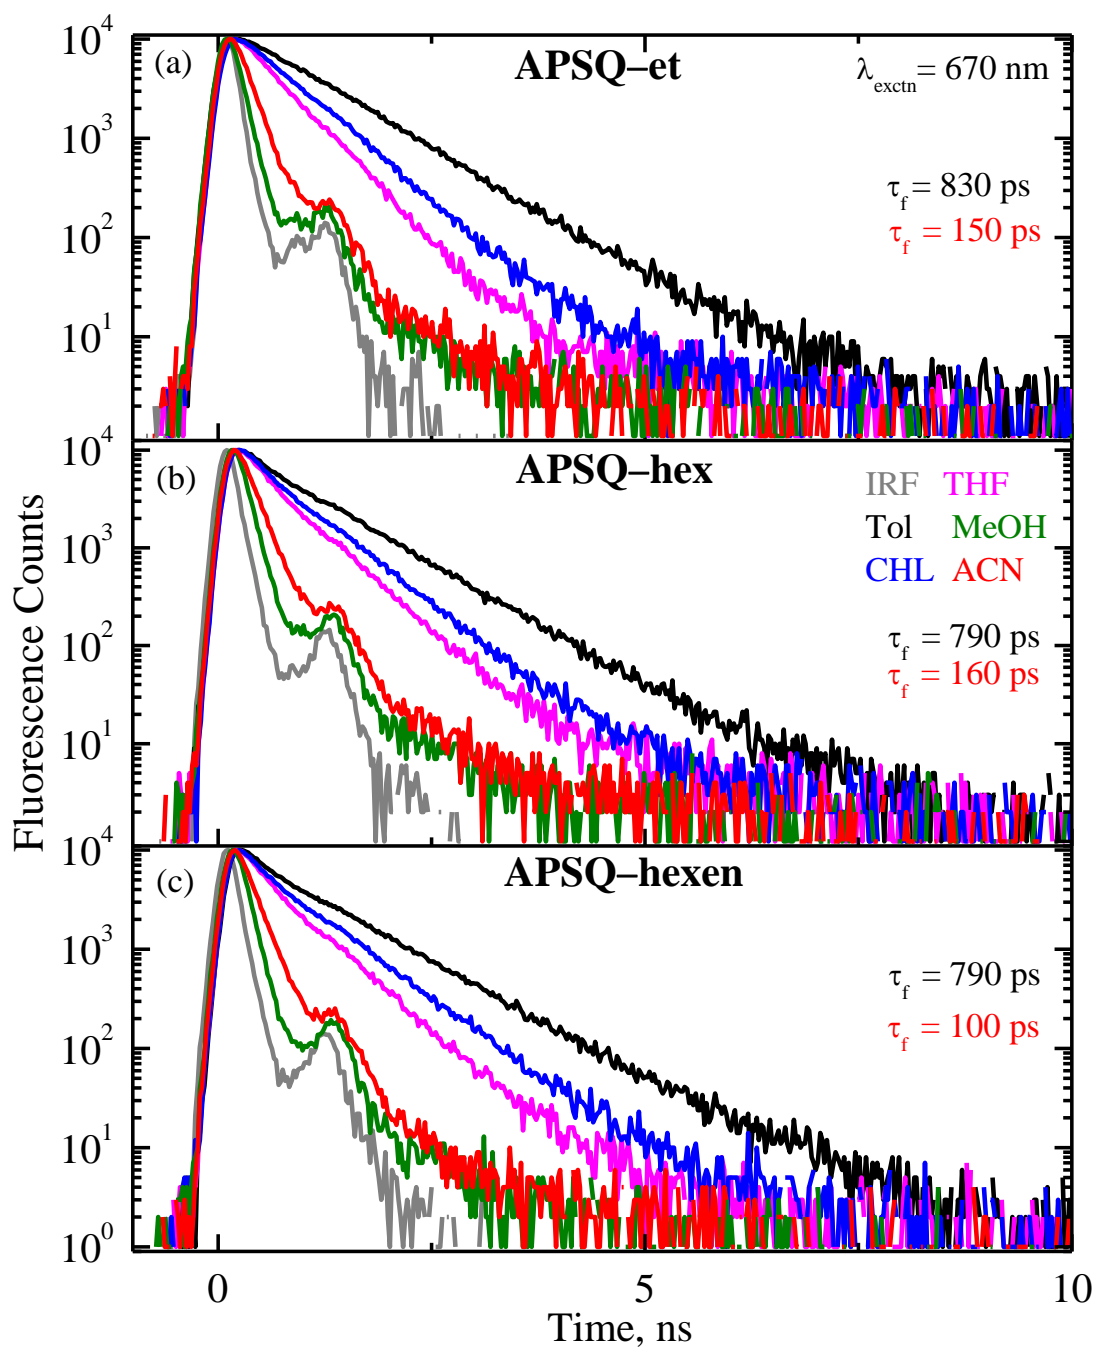 Fluorescence Counts
10^4
(a)
APSQ–et
λ_exctn = 670 nm
10^3
τ_f = 830 ps
τ_f = 150 ps
10^2
10^1
10^4
(b)
APSQ–hex
IRF THF
Tol MeOH
CHL ACN
10^3
10^2
τ_f = 790 ps
τ_f = 160 ps
10^1
10^4
(c)
APSQ–hexen
10^3
τ_f = 790 ps
τ_f = 100 ps
10^2
10^1
10^0
0 5 10
Time, ns